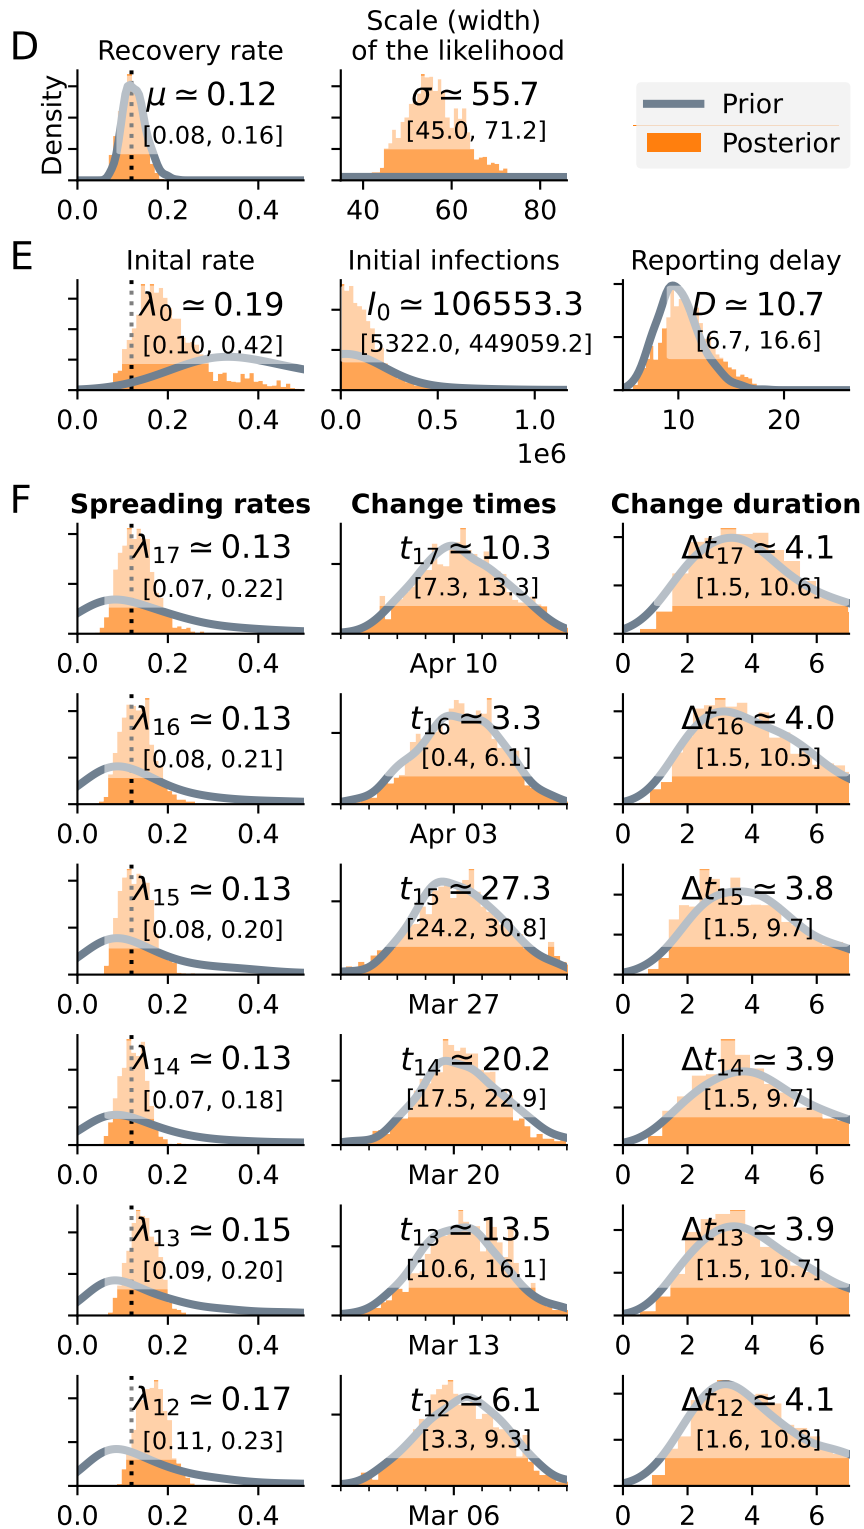 D
Recovery rate
Scale (width)
of the likelihood
Density
μ ≃ 0.12
[0.08, 0.16]
σ ≃ 55.7
[45.0, 71.2]
Prior
Posterior
0.0 0.2 0.4
40 60 80
E
Inital rate
Initial infections
Reporting delay
λ0 ≃ 0.19
[0.10, 0.42]
I0 ≃ 106553.3
[5322.0, 449059.2]
D ≃ 10.7
[6.7, 16.6]
0.0 0.2 0.4
0.0 0.5 1.0
1e6
10 20
F
Spreading rates
Change times
Change duration
λ17 ≃ 0.13
[0.07, 0.22]
t17 ≃ 10.3
[7.3, 13.3]
Δt17 ≃ 4.1
[1.5, 10.6]
0.0 0.2 0.4
Apr 10
0 2 4 6
λ16 ≃ 0.13
[0.08, 0.21]
t16 ≃ 3.3
[0.4, 6.1]
Δt16 ≃ 4.0
[1.5, 10.5]
0.0 0.2 0.4
Apr 03
0 2 4 6
λ15 ≃ 0.13
[0.08, 0.20]
t15 ≃ 27.3
[24.2, 30.8]
Δt15 ≃ 3.8
[1.5, 9.7]
0.0 0.2 0.4
Mar 27
0 2 4 6
λ14 ≃ 0.13
[0.07, 0.18]
t14 ≃ 20.2
[17.5, 22.9]
Δt14 ≃ 3.9
[1.5, 9.7]
0.0 0.2 0.4
Mar 20
0 2 4 6
λ13 ≃ 0.15
[0.09, 0.20]
t13 ≃ 13.5
[10.6, 16.1]
Δt13 ≃ 3.9
[1.5, 10.7]
0.0 0.2 0.4
Mar 13
0 2 4 6
λ12 ≃ 0.17
[0.11, 0.23]
t12 ≃ 6.1
[3.3, 9.3]
Δt12 ≃ 4.1
[1.6, 10.8]
0.0 0.2 0.4
Mar 06
0 2 4 6